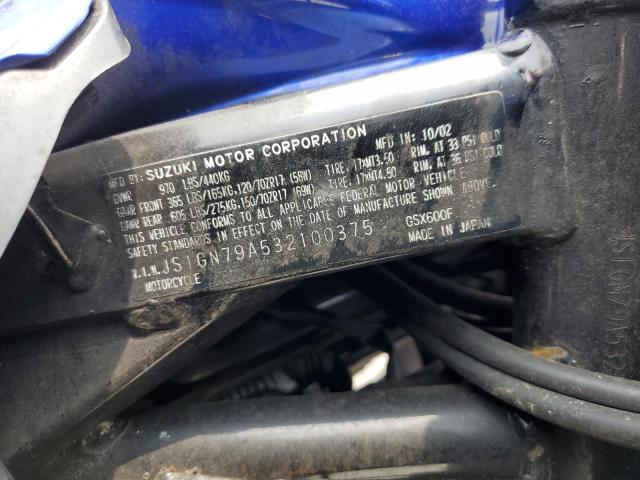 MFD BY: SUZUKI MOTOR CORPORATION MFD IN: 10/02
GVWR 970 LBS/440KG
GAWR FRONT 365 LBS/165KG, 120/70ZR17 (58W) TIRE, 17xMT3.50 RIM, AT 33 PSI COLD
GAWR REAR 605 LBS/275KG, 150/70ZR17 (69W) TIRE, 17xMT4.50 RIM, AT 36 PSI COLD
THIS VEHICLE CONFORMS TO ALL APPLICABLE FEDERAL MOTOR VEHICLE
SAFETY STANDARDS IN EFFECT ON THE DATE OF MANUFACTURE SHOWN ABOVE.
V.I.N. JS1GN79A532100375 GSX600F
MOTORCYCLE MADE IN JAPAN
JS1GN79A53